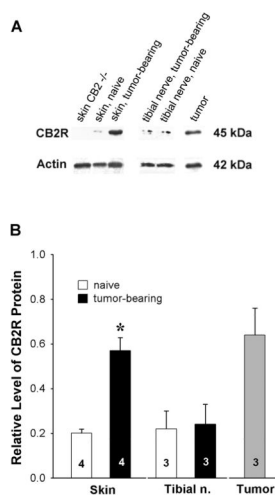 A
skin CB2 -/-
skin, naive
skin, tumor-bearing
tibial nerve, tumor-bearing
tibial nerve, naive
tumor
CB2R 45 kDa
Actin 42 kDa
B
Relative Level of CB2R Protein
1.0
0.8
0.6
0.4
0.2
0.0
naive
tumor-bearing
*
4 4 3 3 3
Skin Tibial n. Tumor